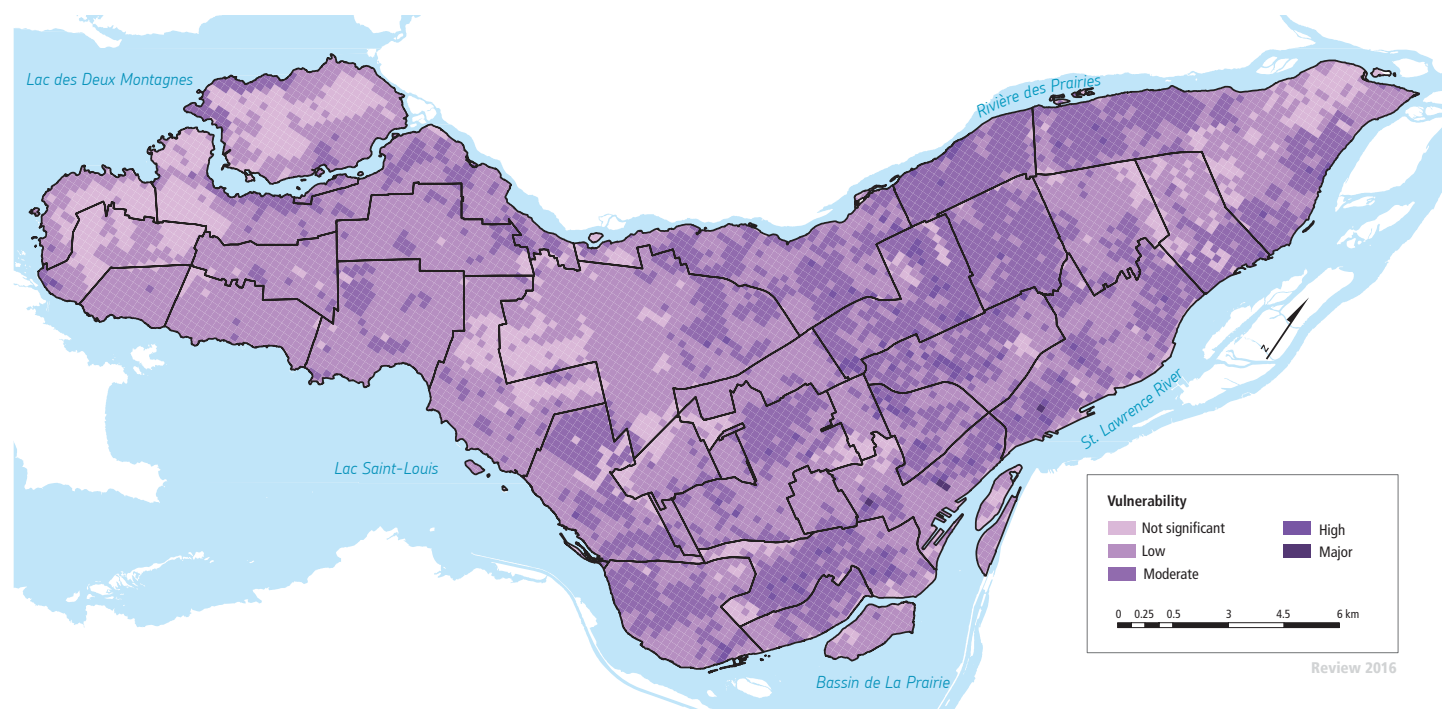 Lac des Deux Montagnes
Rivière des Prairies
St. Lawrence River
N
Lac Saint-Louis
Bassin de La Prairie
Vulnerability
Not significant
Low
Moderate
High
Major
0 0.25 0.5 3 4.5 6 km
Review 2016